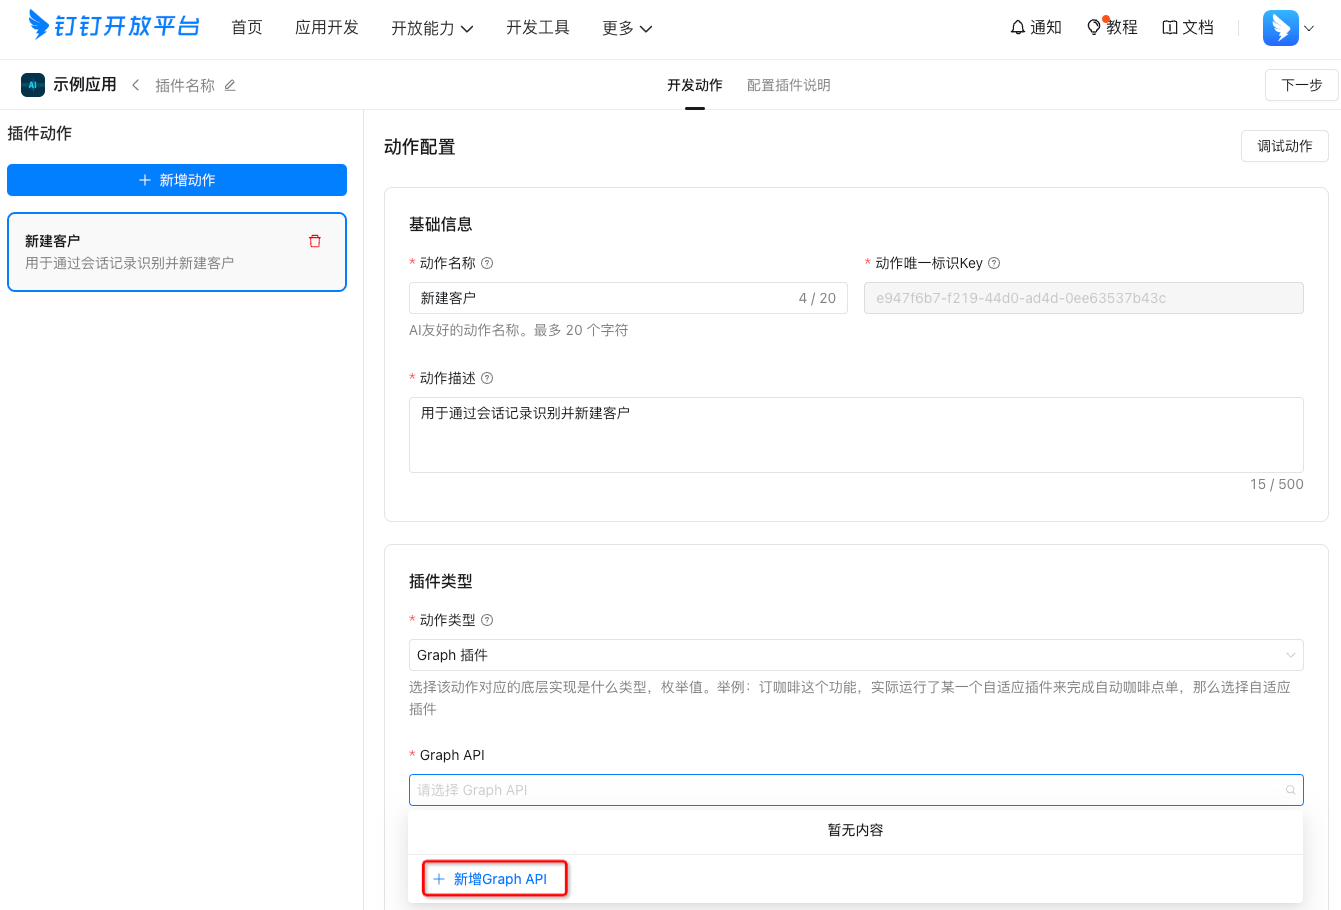 钉钉开放平台 首页 应用开发 开放能力 开发工具 更多 通知 教程 文档
AI 示例应用 插件名称 开发动作 配置插件说明 下一步
插件动作
新增动作
新建客户
用于通过会话记录识别并新建客户
动作配置 调试动作
基础信息
* 动作名称 * 动作唯一标识Key
新建客户 4 / 20 e947f6b7-f219-44d0-ad4d-0ee63537b43c
AI友好的动作名称。最多 20 个字符
* 动作描述
用于通过会话记录识别并新建客户
15 / 500
插件类型
* 动作类型
Graph 插件
选择该动作对应的底层实现是什么类型，枚举值。举例：订咖啡这个功能，实际运行了某一个自适应插件来完成自动咖啡点单，那么选择自适应
插件
* Graph API
请选择 Graph API
暂无内容
新增Graph API